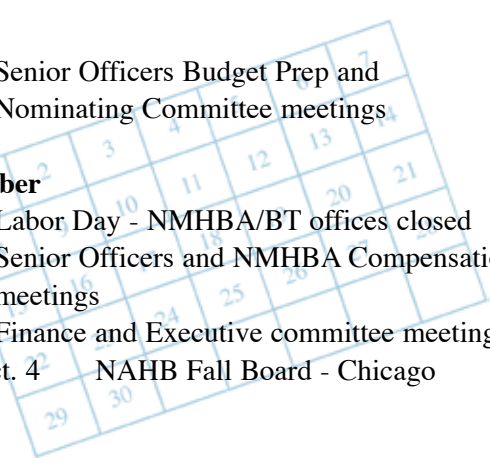 Senior Officers Budget Prep and
Nominating Committee meetings
ber
Labor Day - NMHBA/BT offices closed
Senior Officers and NMHBA Compensati
meetings
Finance and Executive committee meeting
t. 4 NAHB Fall Board - Chicago